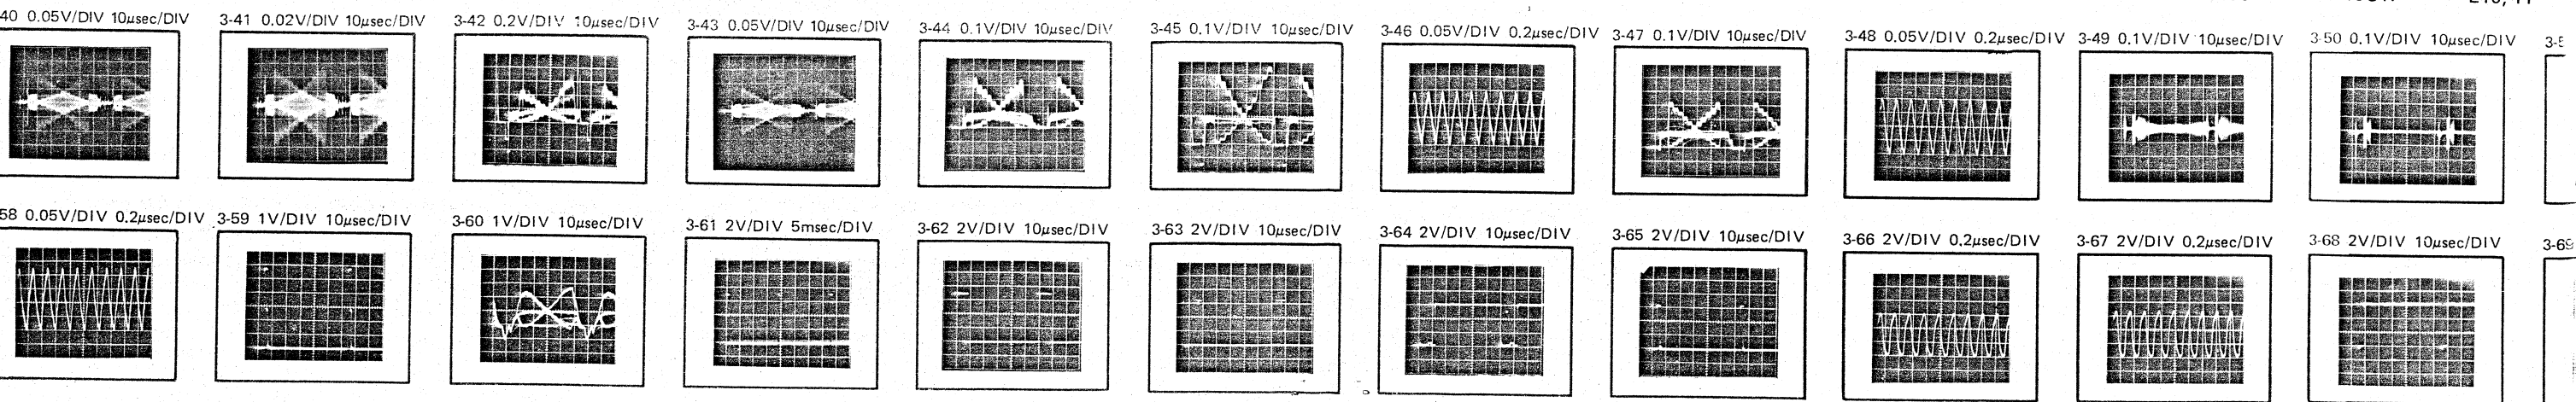 40 0.05V/DIV 10μsec/DIV
3-41 0.02V/DIV 10μsec/DIV
3-42 0.2V/DIV 10μsec/DIV
3-43 0.05V/DIV 10μsec/DIV
3-44 0.1V/DIV 10μsec/DIV
3-45 0.1V/DIV 10μsec/DIV
3-46 0.05V/DIV 0.2μsec/DIV
3-47 0.1V/DIV 10μsec/DIV
3-48 0.05V/DIV 0.2μsec/DIV
3-49 0.1V/DIV 10μsec/DIV
3-50 0.1V/DIV 10μsec/DIV
58 0.05V/DIV 0.2μsec/DIV
3-59 1V/DIV 10μsec/DIV
3-60 1V/DIV 10μsec/DIV
3-61 2V/DIV 5msec/DIV
3-62 2V/DIV 10μsec/DIV
3-63 2V/DIV 10μsec/DIV
3-64 2V/DIV 10μsec/DIV
3-65 2V/DIV 10μsec/DIV
3-66 2V/DIV 0.2μsec/DIV
3-67 2V/DIV 0.2μsec/DIV
3-68 2V/DIV 10μsec/DIV
3-69